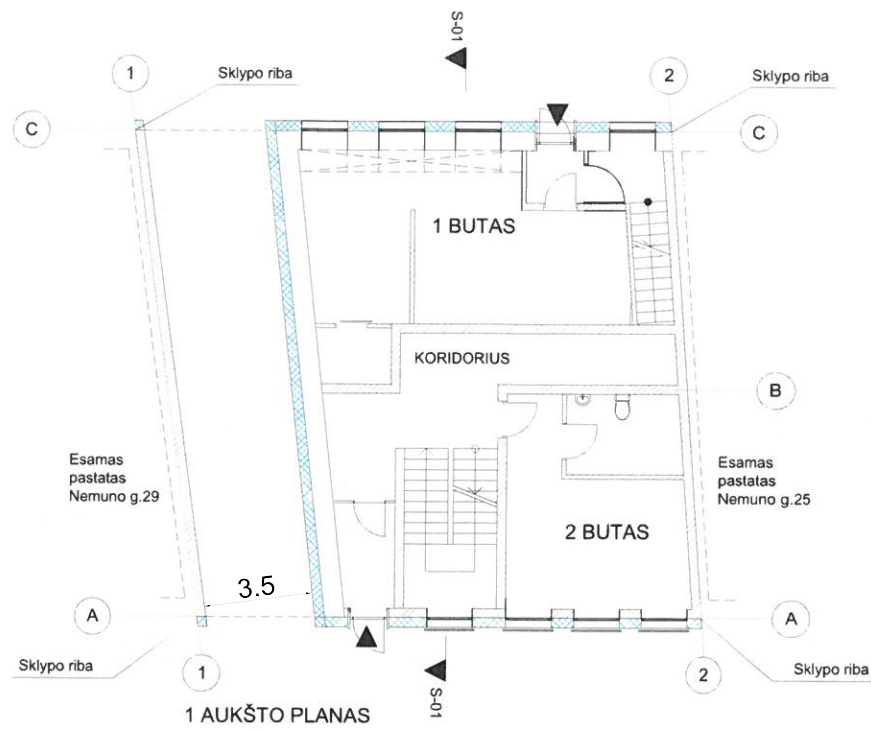 S-01
1
Sklypo riba
2
Sklypo riba
C
C
1 BUTAS
KORIDORIUS
B
Esamas
pastatas
Nemuno g.29
Esamas
pastatas
Nemuno g.25
2 BUTAS
3.5
A
A
Sklypo riba
1
S-01
2
Sklypo riba
1 AUKŠTO PLANAS